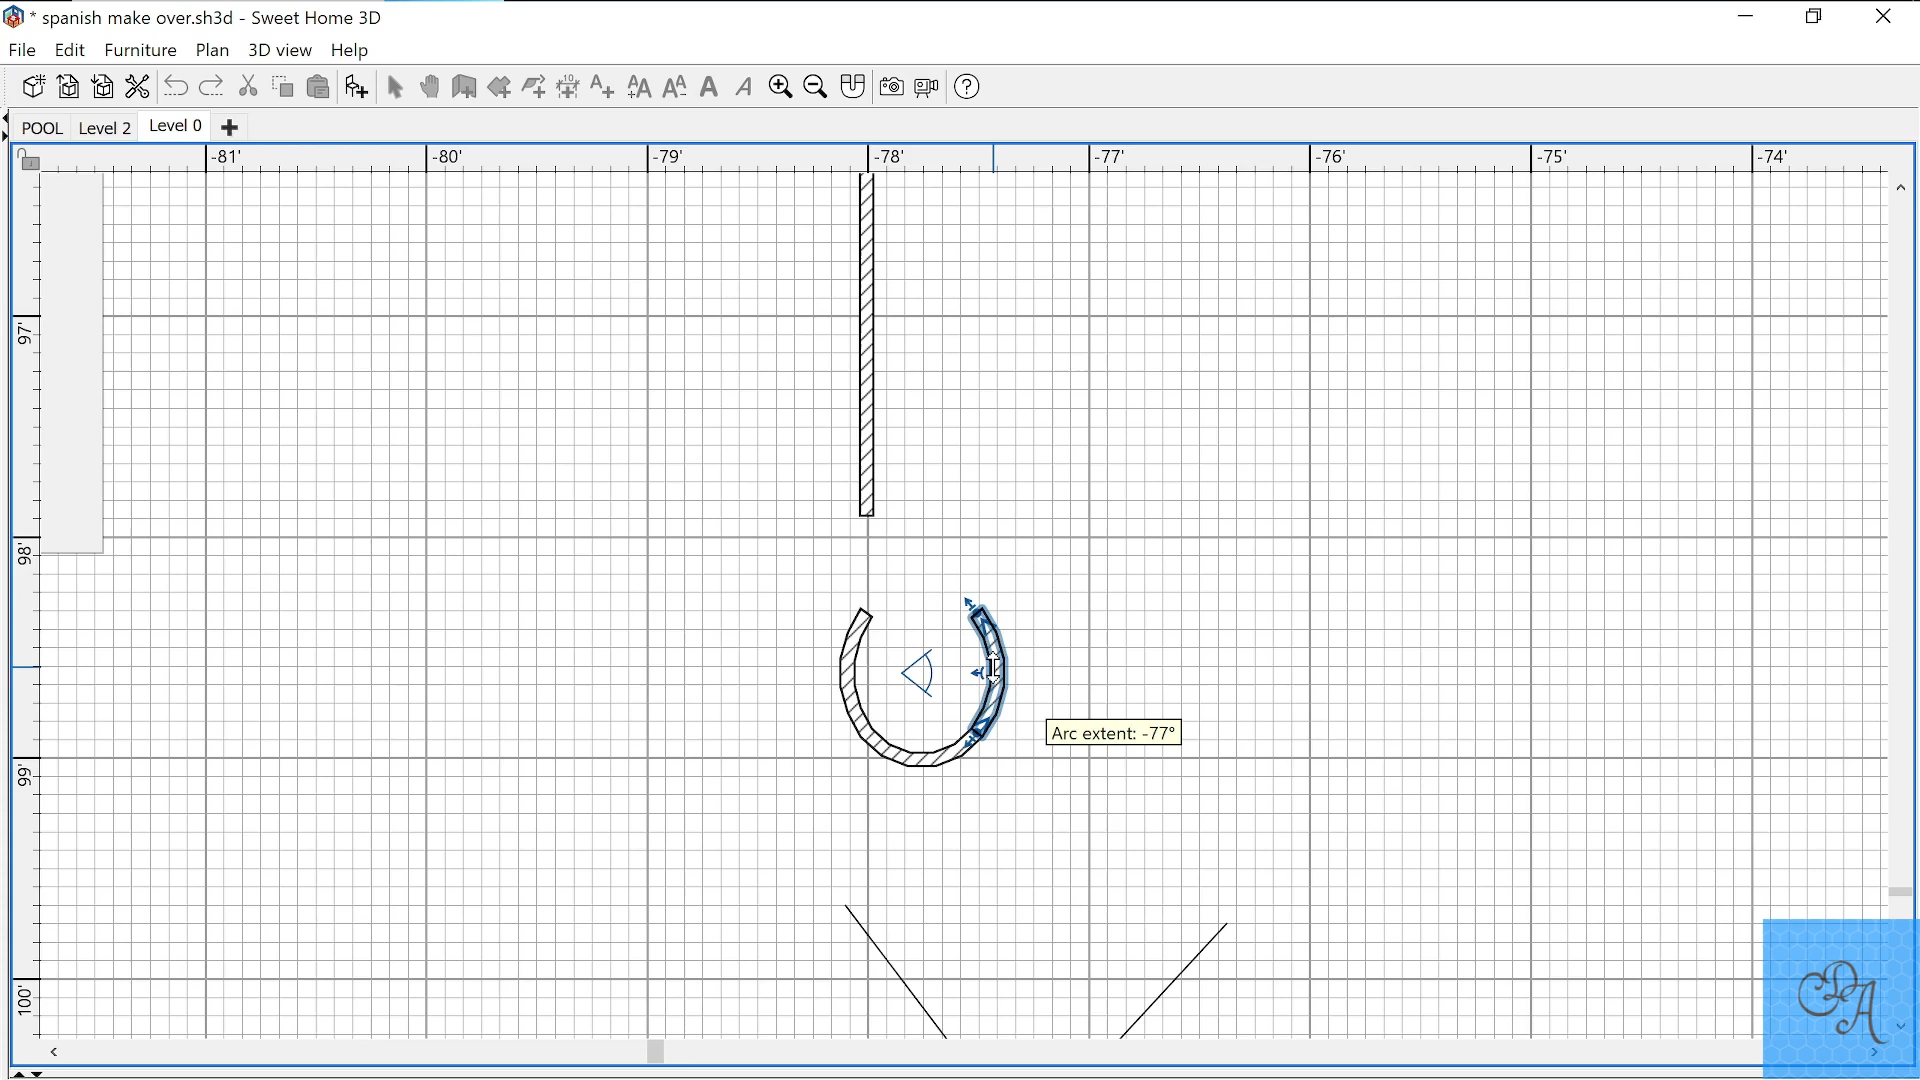 * spanish make over.sh3d - Sweet Home 3D
File Edit Furniture Plan 3D view Help
POOL Level 2 Level 0
-81' -80' -79' -78' -77' -76' -75' -74'
97'
98'
Arc extent: -77°
99'
100'